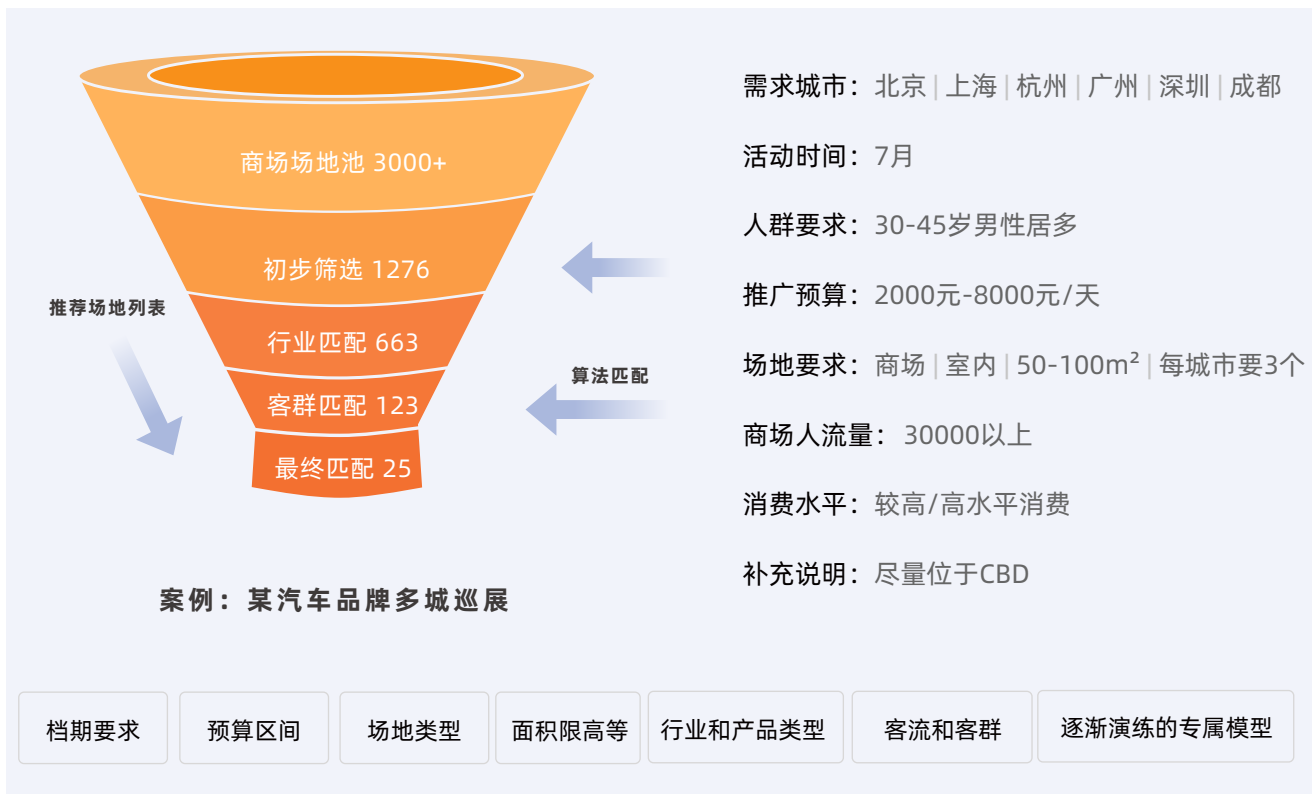 商场场地池 3000+
初步筛选 1276
行业匹配 663
客群匹配 123
最终匹配 25
推荐场地列表
算法匹配
案例：某汽车品牌多城巡展
需求城市：北京|上海|杭州|广州|深圳|成都
活动时间：7月
人群要求：30-45岁男性居多
推广预算：2000元-8000元/天
场地要求：商场|室内|50-100m²|每城市要3个
商场人流量：30000以上
消费水平：较高/高水平消费
补充说明：尽量位于CBD
档期要求
预算区间
场地类型
面积限高等
行业和产品类型
客流和客群
逐渐演练的专属模型